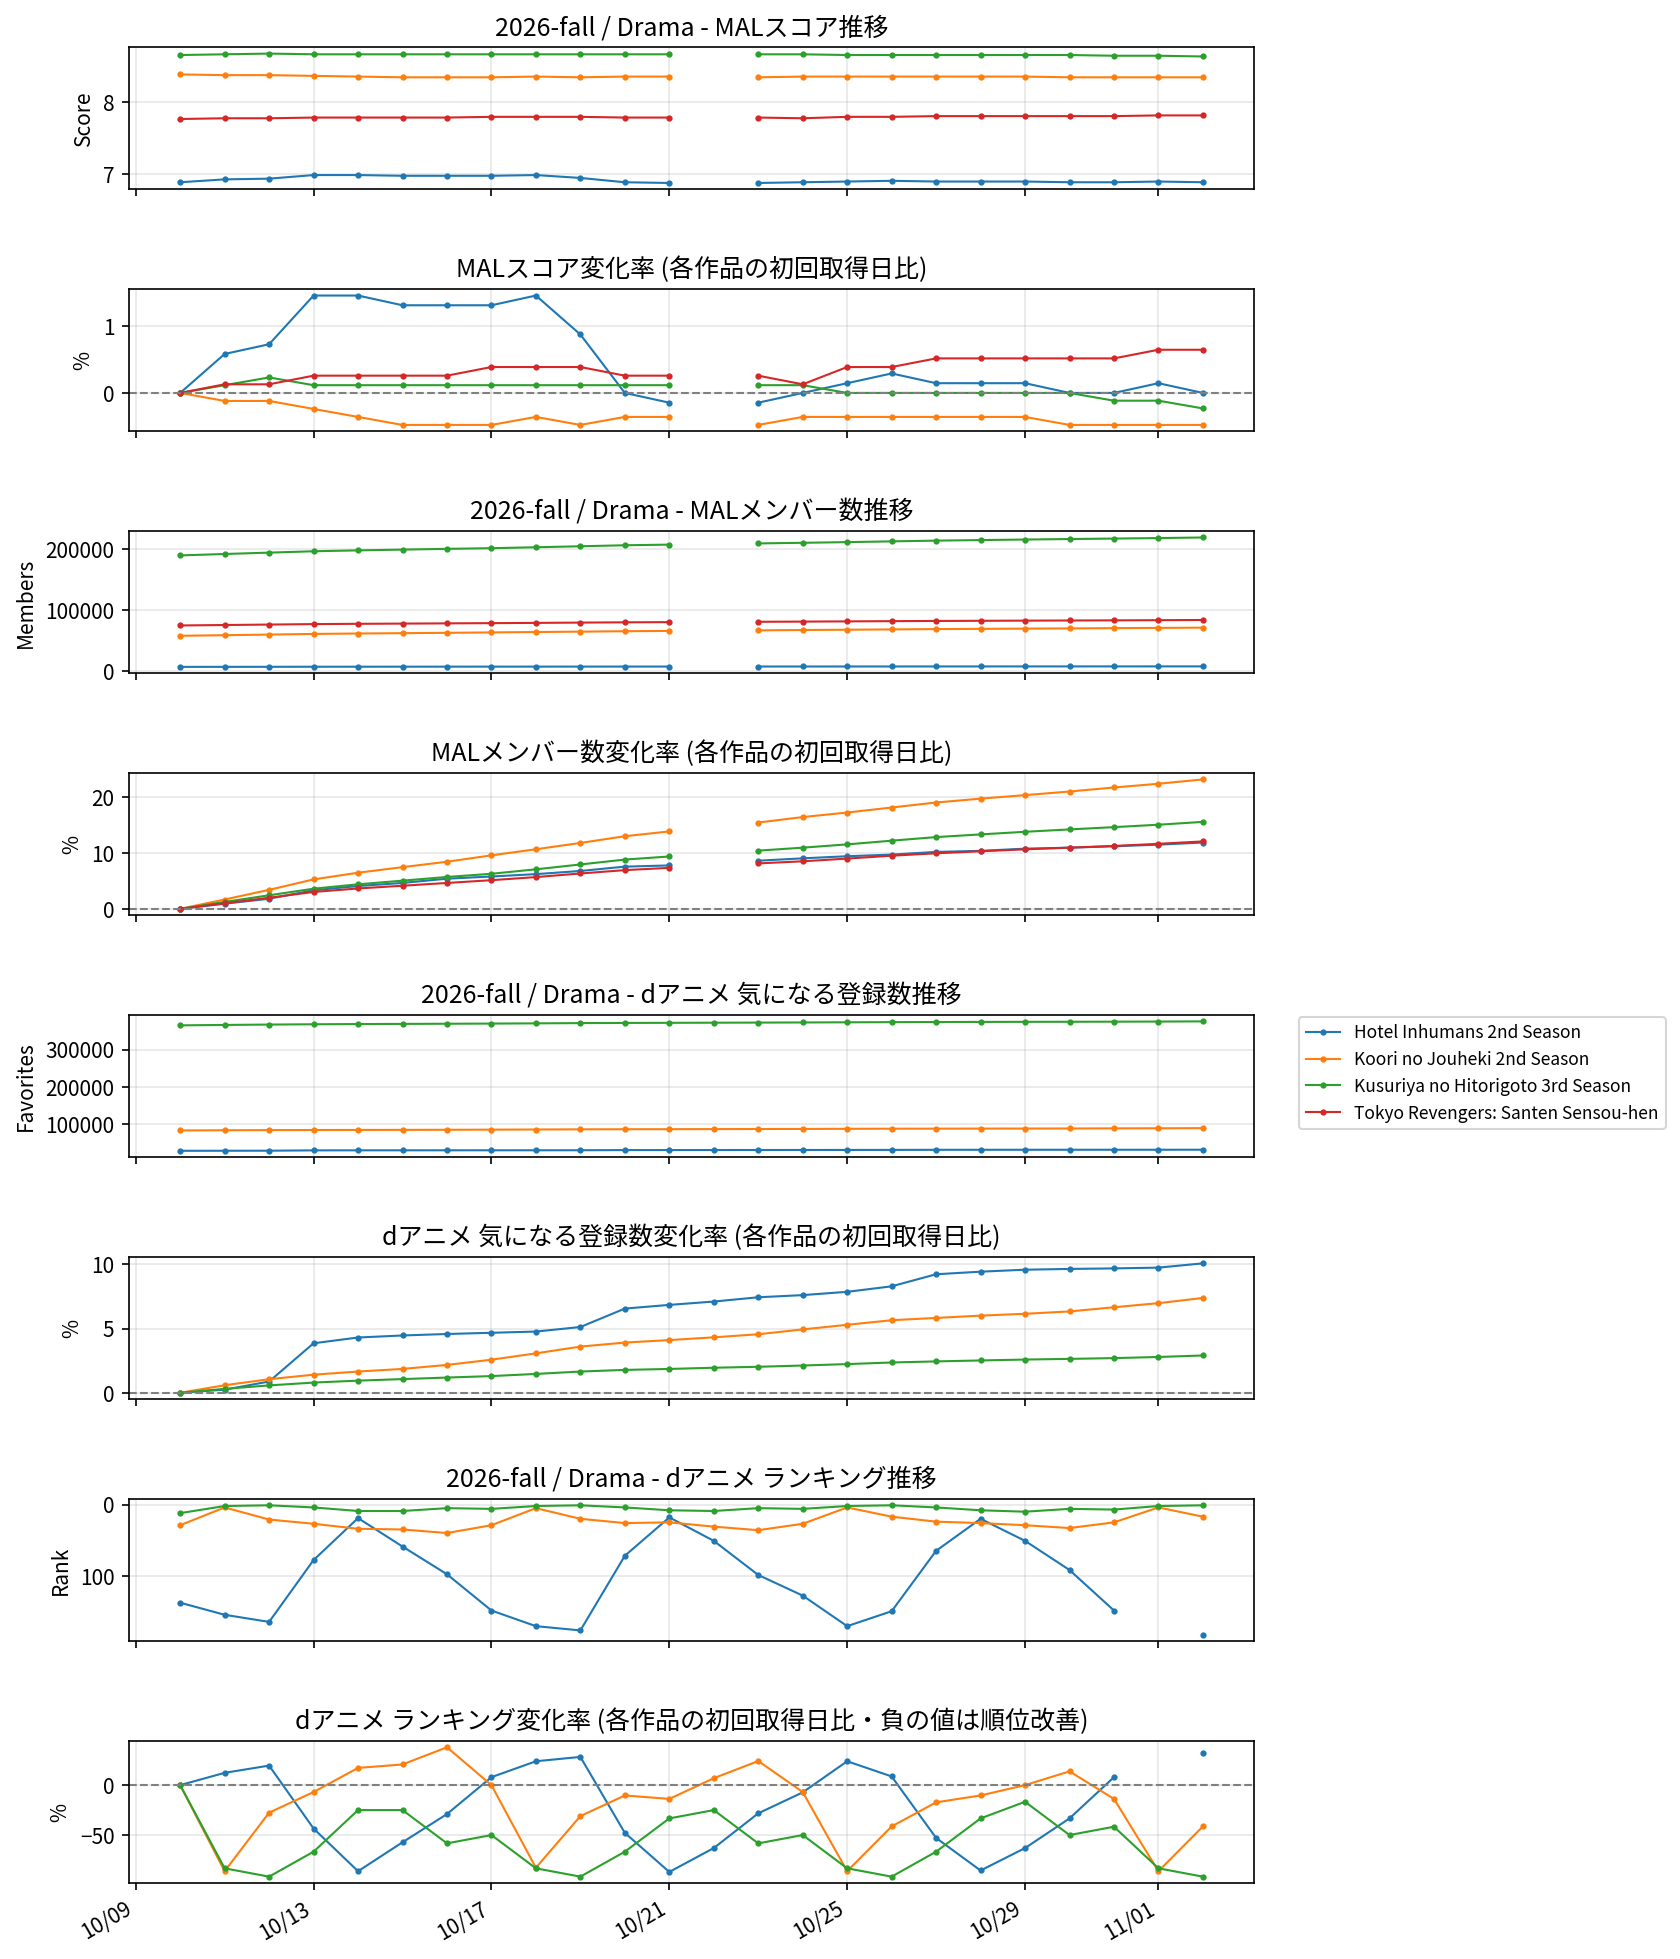 2026-fall / Drama - MALスコア推移
Score
8
7
MALスコア変化率 (各作品の初回取得日比)
%
1
0
2026-fall / Drama - MALメンバー数推移
Members
200000
100000
0
MALメンバー数変化率 (各作品の初回取得日比)
%
20
10
0
2026-fall / Drama - dアニメ 気になる登録数推移
Favorites
300000
200000
100000
Hotel Inhumans 2nd Season
Koori no Jouheki 2nd Season
Kusuriya no Hitorigoto 3rd Season
Tokyo Revengers: Santen Sensou-hen
dアニメ 気になる登録数変化率 (各作品の初回取得日比)
%
10
5
0
2026-fall / Drama - dアニメ ランキング推移
Rank
0
100
dアニメ ランキング変化率 (各作品の初回取得日比・負の値は順位改善)
%
0
−50
10/09
10/13
10/17
10/21
10/25
10/29
11/01